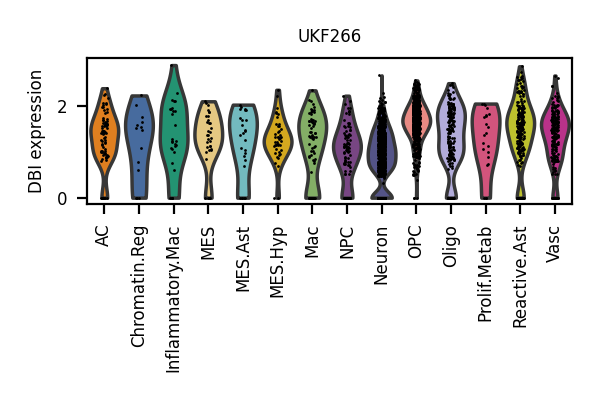 UKF266
DBI expression
2
0
AC
Chromatin.Reg
Inflammatory.Mac
MES
MES.Ast
MES.Hyp
Mac
NPC
Neuron
OPC
Oligo
Prolif.Metab
Reactive.Ast
Vasc